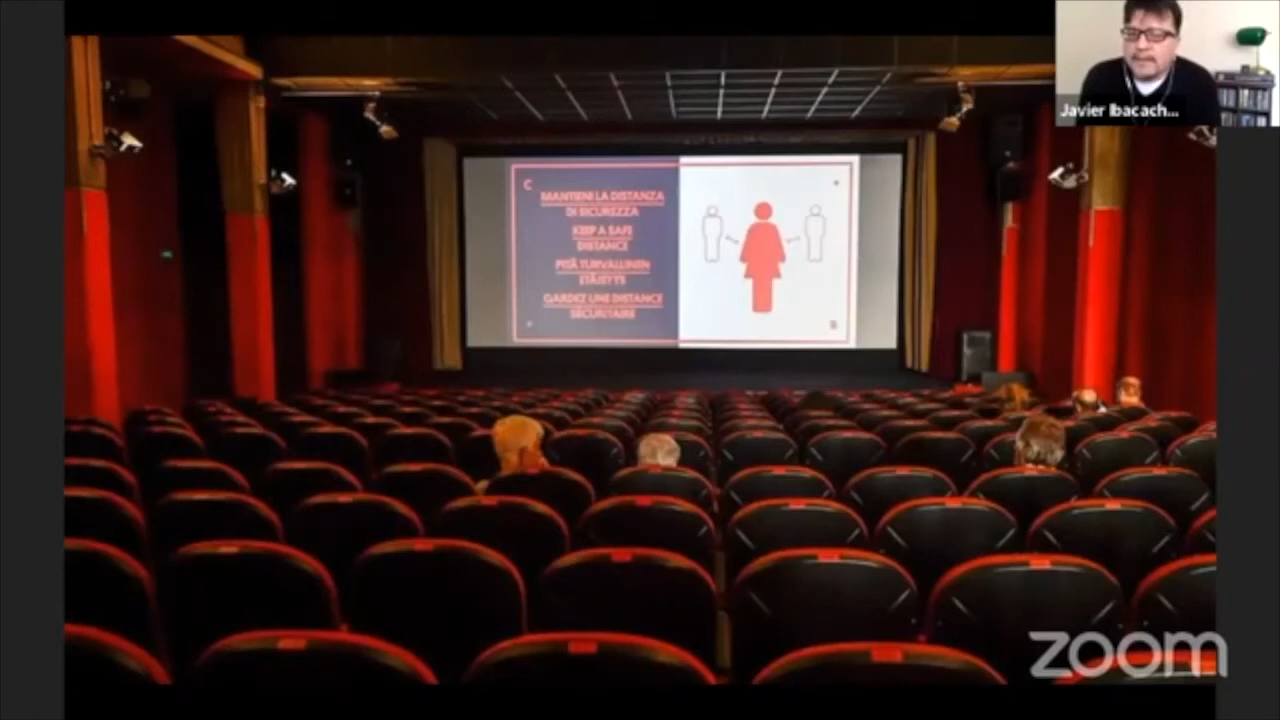 Javier Ibacach...
MANTIENI LA DISTANZA
DI SICUREZZA
KEEP A SAFE
DISTANCE
PIDÄ TURVALLINEN
ETÄISYYS
GARDEZ UNE DISTANCE
SÉCURITAIRE
zoom